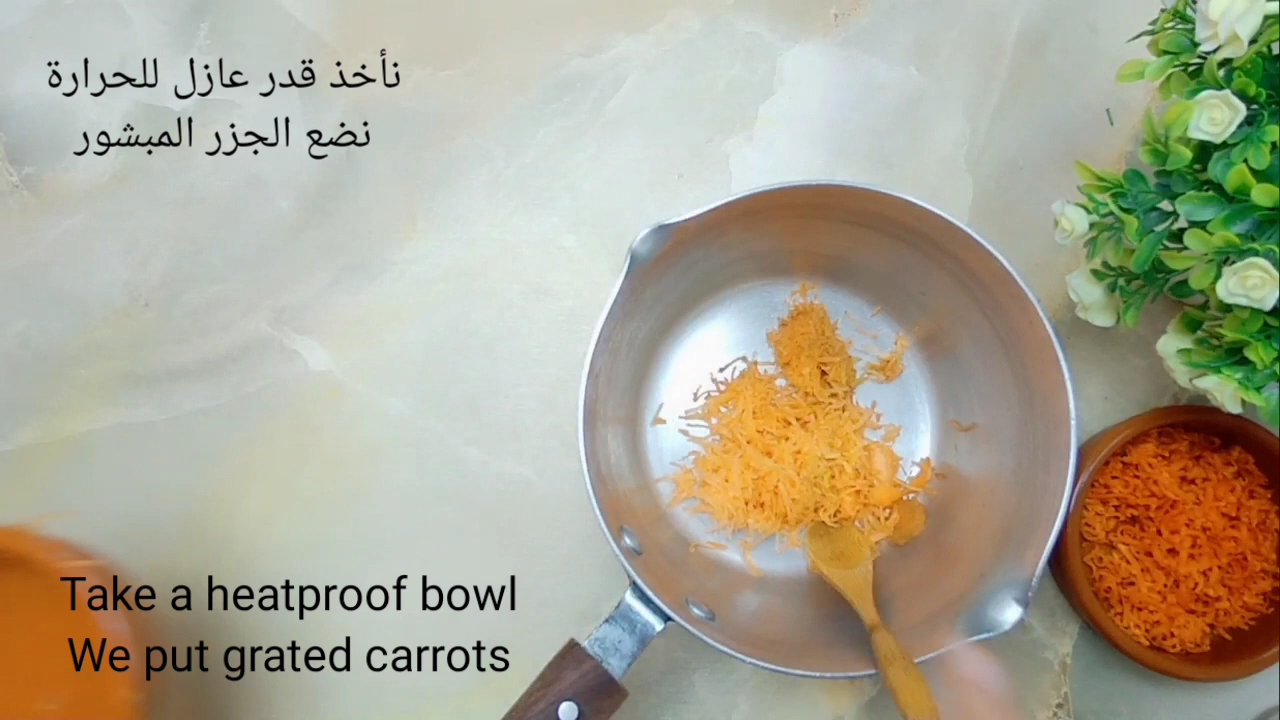 نأخذ قدر عازل للحرارة
نضع الجزر المبشور
Take a heatproof bowl
We put grated carrots